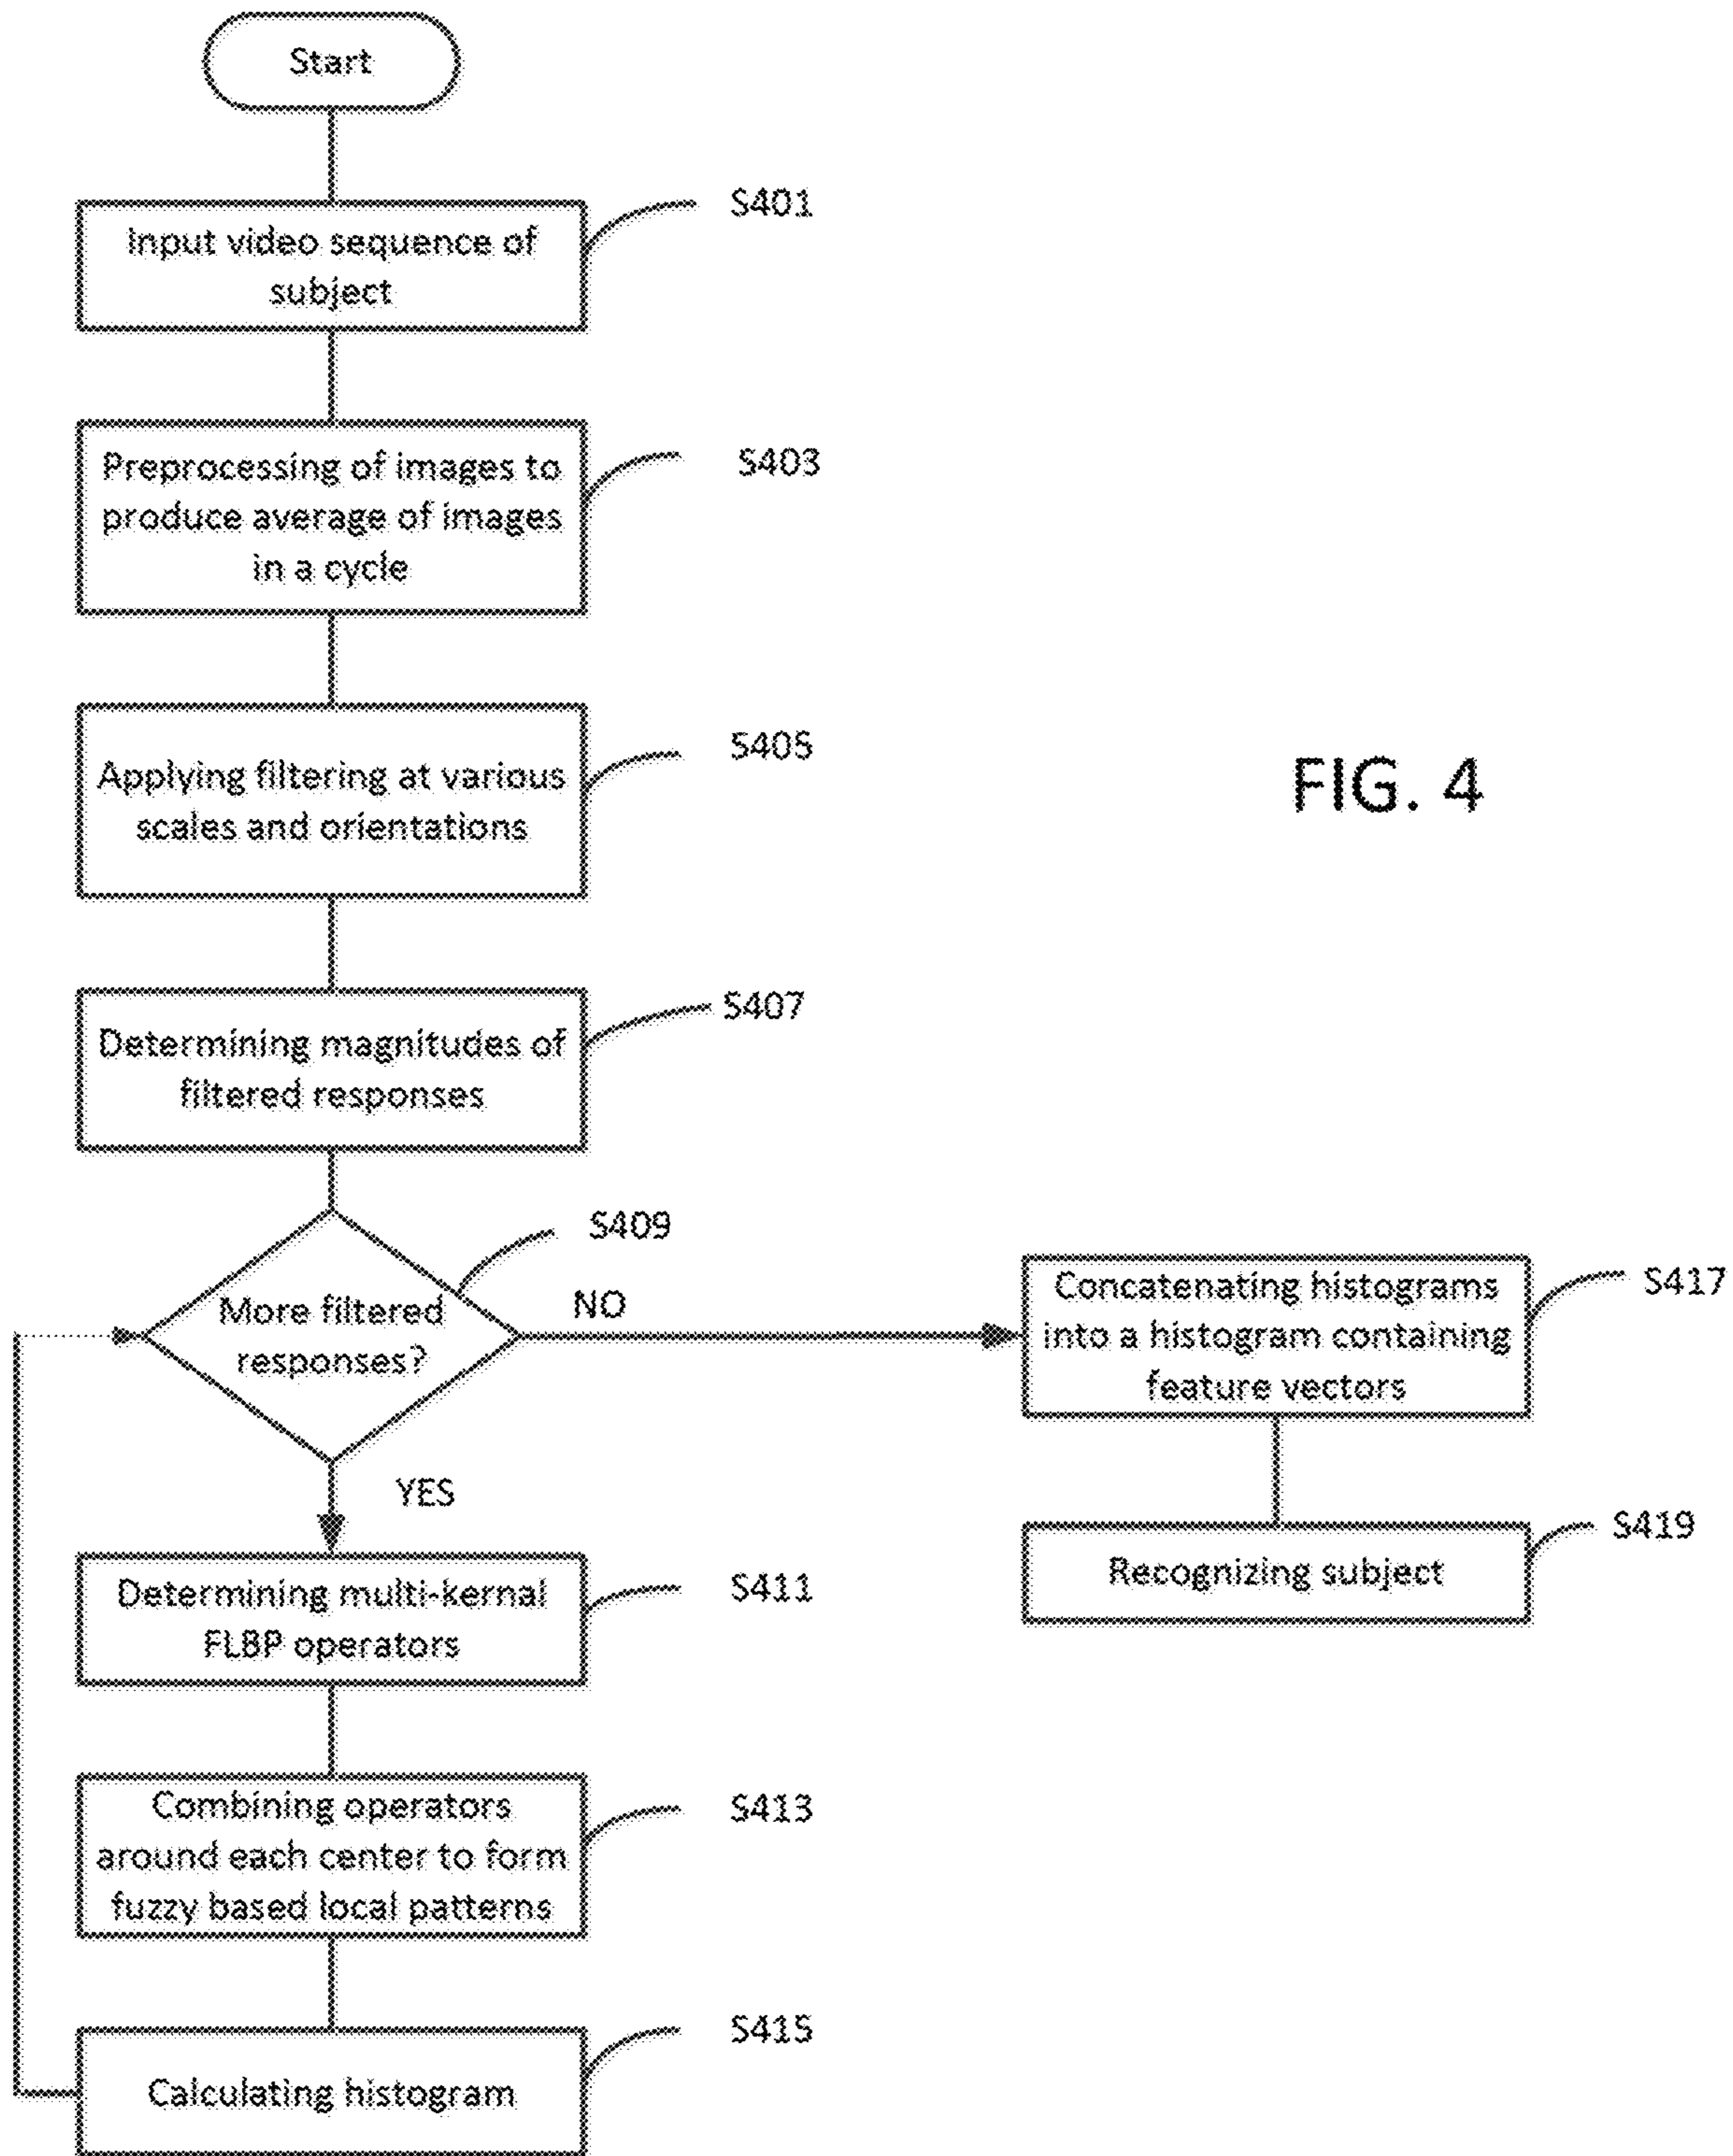 Start
S401
Input video sequence of
subject
S403
Preprocessing of images to
produce average of images
in a cycle
S405
Applying filtering at various
scales and orientations
FIG. 4
S407
Determining magnitudes of
filtered responses
S409
More filtered
responses?
NO
YES
S417
Concatenating histograms
into a histogram containing
feature vectors
S419
Recognizing subject
S411
Determining multi-kernal
FLBP operators
S413
Combining operators
around each center to form
fuzzy based local patterns
S415
Calculating histogram